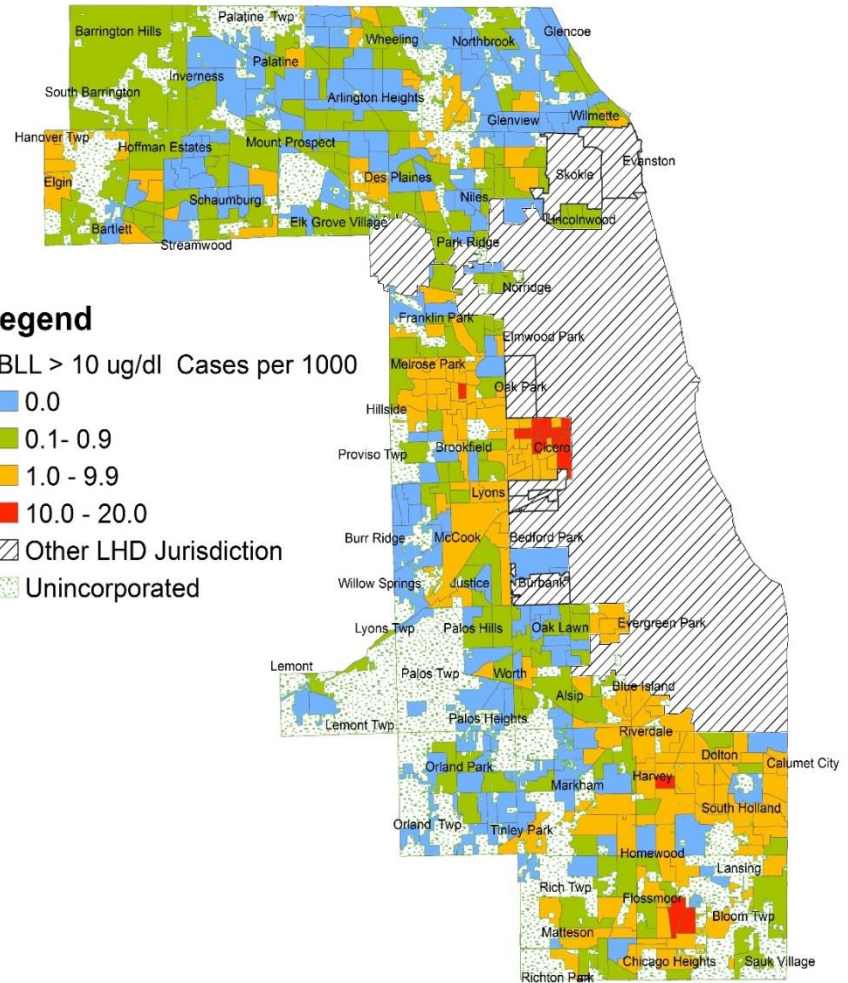 Palatine Twp
Glencoe
Barrington Hills
Wheeling
Northbrook
Palatine
Inverness
South Barrington
Arlington Heights
Glenview
Wilmette
Hanover Twp
Hoffman Estates
Mount Prospect
Evanston
Skokie
Elgin
Des Plaines
Schaumburg
Niles
Elk Grove Village
Lincolnwood
Bartlett
Streamwood
Park Ridge
Norridge
egend
Franklin Park
Elmwood Park
BLL > 10 ug/dl Cases per 1000
Melrose Park
0.0
Oak Park
Hillside
0.1- 0.9
Brookfield
Cicero
Proviso Twp
1.0 - 9.9
Lyons
10.0 - 20.0
Burr Ridge
McCook
Bedford Park
Other LHD Jurisdiction
Willow Springs
Justice
Burbank
Unincorporated
Lyons Twp
Palos Hills
Oak Lawn
Evergreen Park
Lemont
Palos Twp
Worth
Blue Island
Alsip
Lemont Twp
Palos Heights
Riverdale
Dolton
Calumet City
Orland Park
Harvey
Markham
South Holland
Orland Twp
Tinley Park
Homewood
Lansing
Rich Twp
Flossmoor
Bloom Twp
Matteson
Chicago Heights
Sauk Village
Richton Park